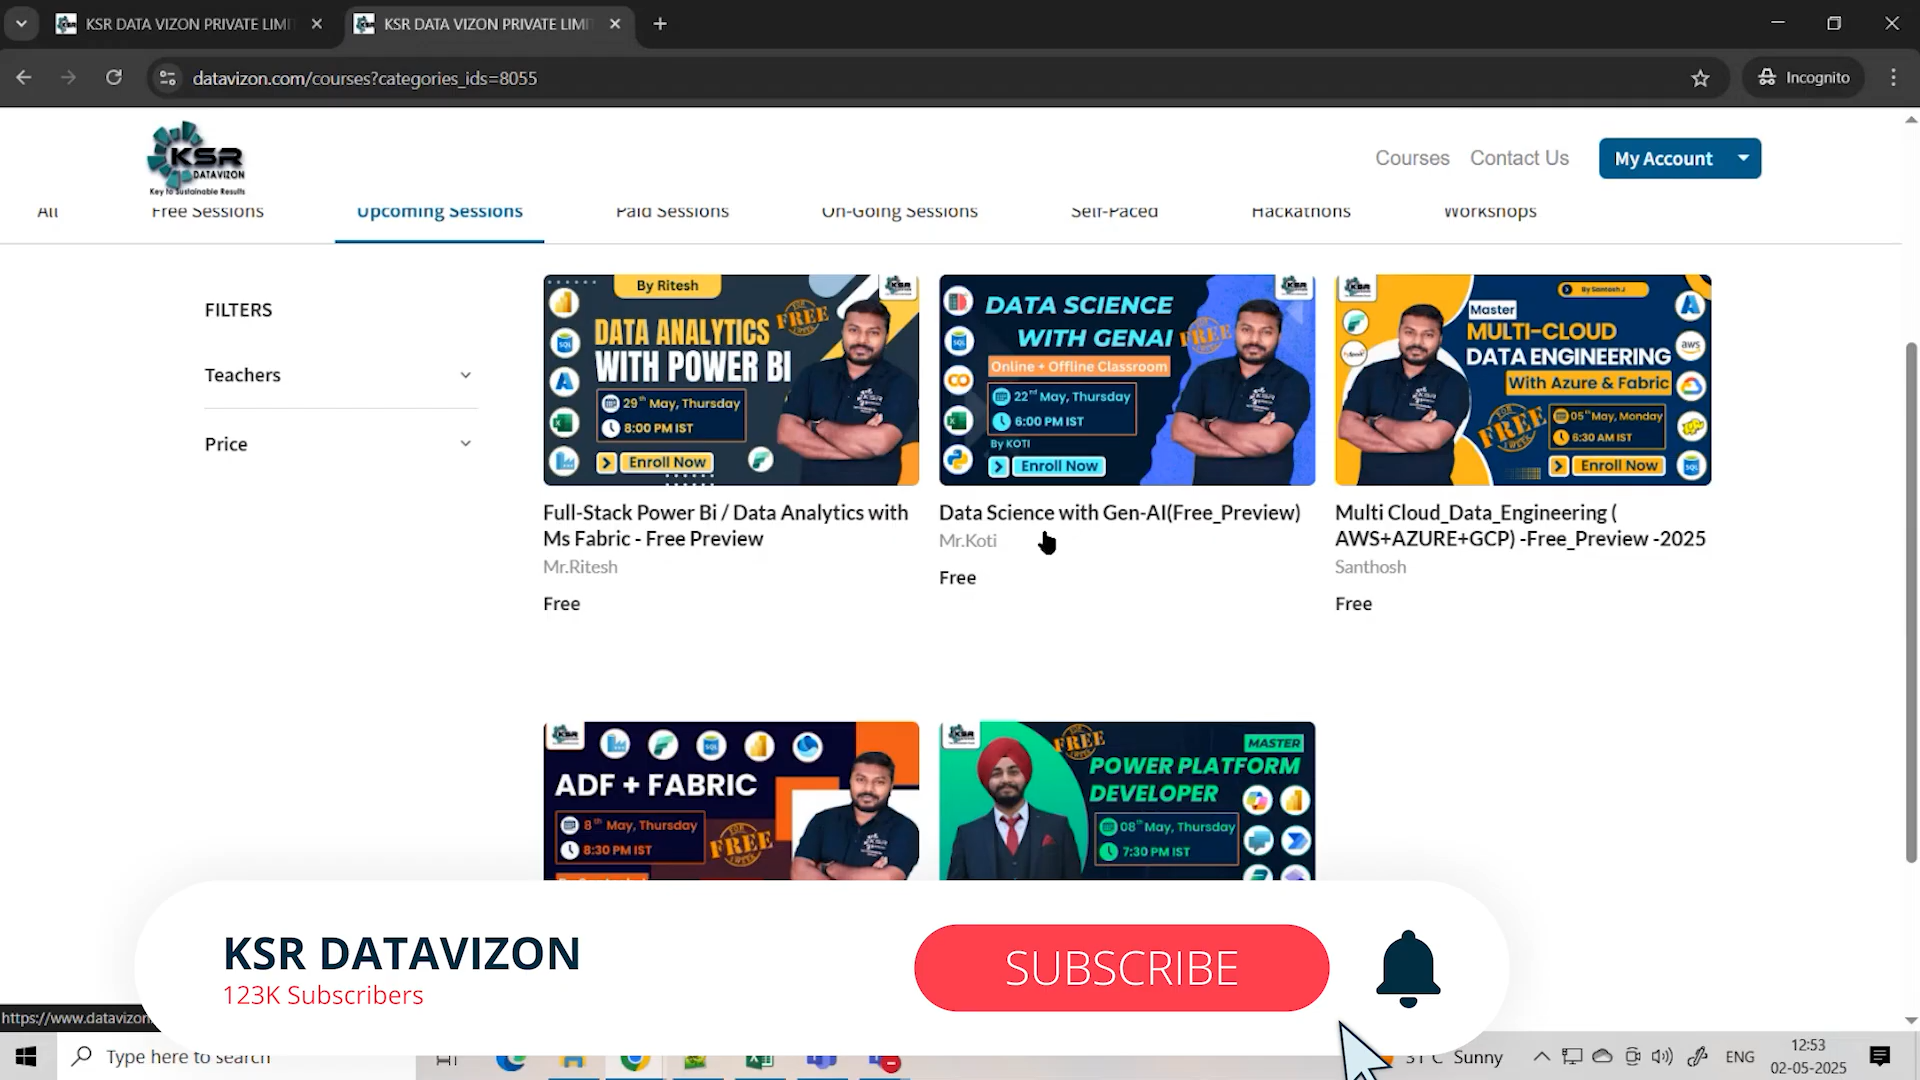 KSR DATA VIZON PRIVATE LIMI
KSR DATA VIZON PRIVATE LIMI
datavizon.com/courses?categories_ids=8055
Incognito
KSR
DATAVIZON
Key to Sustainable Results
Courses
Contact Us
My Account
All
Free Sessions
Upcoming Sessions
Paid Sessions
On-Going Sessions
Self-Paced
Hackathons
Workshops
FILTERS
Teachers
Price
By Ritesh
DATA ANALYTICS
WITH POWER BI
FREE
29th May, Thursday
8:00 PM IST
Enroll Now
Full-Stack Power Bi / Data Analytics with
Ms Fabric - Free Preview
Mr.Ritesh
Free
DATA SCIENCE
WITH GENAI
FREE
Online + Offline Classroom
22nd May, Thursday
6:00 PM IST
By KOTI
Enroll Now
Data Science with Gen-AI(Free_Preview)
Mr.Koti
Free
By Santosh J
Master
MULTI-CLOUD
DATA ENGINEERING
With Azure & Fabric
FREE
05th May, Monday
6:30 AM IST
Enroll Now
aws
Multi Cloud_Data_Engineering (
AWS+AZURE+GCP) -Free_Preview -2025
Santhosh
Free
ADF + FABRIC
8th May, Thursday
8:30 PM IST
FREE
FREE
MASTER
POWER PLATFORM
DEVELOPER
08th May, Thursday
7:30 PM IST
KSR DATAVIZON
123K Subscribers
SUBSCRIBE
https://www.datavizon
Type here to search
31°C Sunny
ENG
12:53
02-05-2025